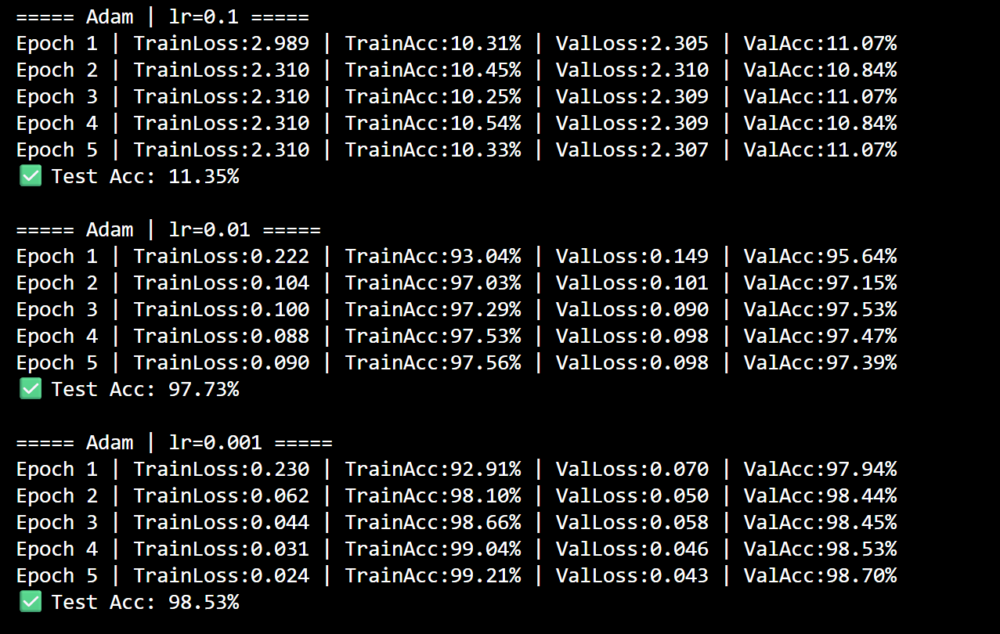 ===== Adam | lr=0.1 =====
Epoch 1 | TrainLoss:2.989 | TrainAcc:10.31% | ValLoss:2.305 | ValAcc:11.07%
Epoch 2 | TrainLoss:2.310 | TrainAcc:10.45% | ValLoss:2.310 | ValAcc:10.84%
Epoch 3 | TrainLoss:2.310 | TrainAcc:10.25% | ValLoss:2.309 | ValAcc:11.07%
Epoch 4 | TrainLoss:2.310 | TrainAcc:10.54% | ValLoss:2.309 | ValAcc:10.84%
Epoch 5 | TrainLoss:2.310 | TrainAcc:10.33% | ValLoss:2.307 | ValAcc:11.07%
✅ Test Acc: 11.35%
===== Adam | lr=0.01 =====
Epoch 1 | TrainLoss:0.222 | TrainAcc:93.04% | ValLoss:0.149 | ValAcc:95.64%
Epoch 2 | TrainLoss:0.104 | TrainAcc:97.03% | ValLoss:0.101 | ValAcc:97.15%
Epoch 3 | TrainLoss:0.100 | TrainAcc:97.29% | ValLoss:0.090 | ValAcc:97.53%
Epoch 4 | TrainLoss:0.088 | TrainAcc:97.53% | ValLoss:0.098 | ValAcc:97.47%
Epoch 5 | TrainLoss:0.090 | TrainAcc:97.56% | ValLoss:0.098 | ValAcc:97.39%
✅ Test Acc: 97.73%
===== Adam | lr=0.001 =====
Epoch 1 | TrainLoss:0.230 | TrainAcc:92.91% | ValLoss:0.070 | ValAcc:97.94%
Epoch 2 | TrainLoss:0.062 | TrainAcc:98.10% | ValLoss:0.050 | ValAcc:98.44%
Epoch 3 | TrainLoss:0.044 | TrainAcc:98.66% | ValLoss:0.058 | ValAcc:98.45%
Epoch 4 | TrainLoss:0.031 | TrainAcc:99.04% | ValLoss:0.046 | ValAcc:98.53%
Epoch 5 | TrainLoss:0.024 | TrainAcc:99.21% | ValLoss:0.043 | ValAcc:98.70%
✅ Test Acc: 98.53%